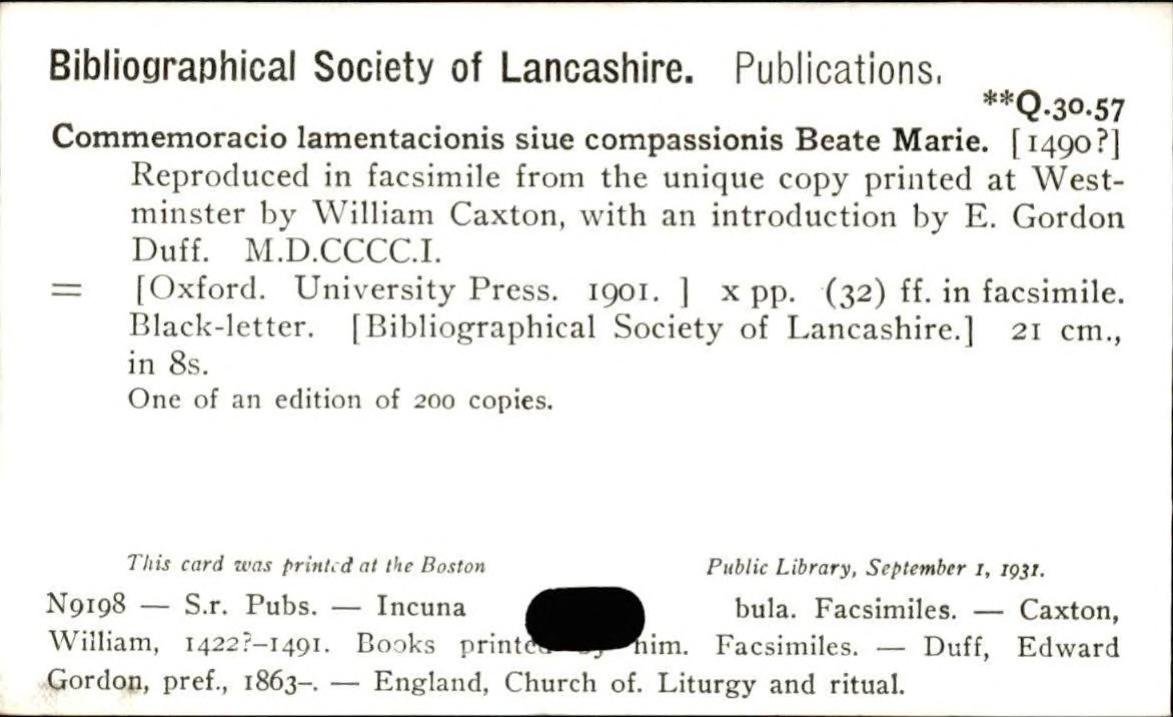 Bibliographical Society of Lancashire. Publications.
**Q.30.57
Commemoracio lamentacionis siue compassionis Beate Marie. [1490?]
Reproduced in facsimile from the unique copy printed at West-
minster by William Caxton, with an introduction by E. Gordon
Duff. M.D.CCCC.I.
= [Oxford. University Press. 1901. ] x pp. (32) ff. in facsimile.
Black-letter. [Bibliographical Society of Lancashire.] 21 cm.,
in 8s.
One of an edition of 200 copies.
This card was printed at the Boston Public Library, September 1, 1931.
N9198 — S.r. Pubs. — Incuna bula. Facsimiles. — Caxton,
William, 1422?–1491. Books printed by him. Facsimiles. — Duff, Edward
Gordon, pref., 1863–. — England, Church of. Liturgy and ritual.